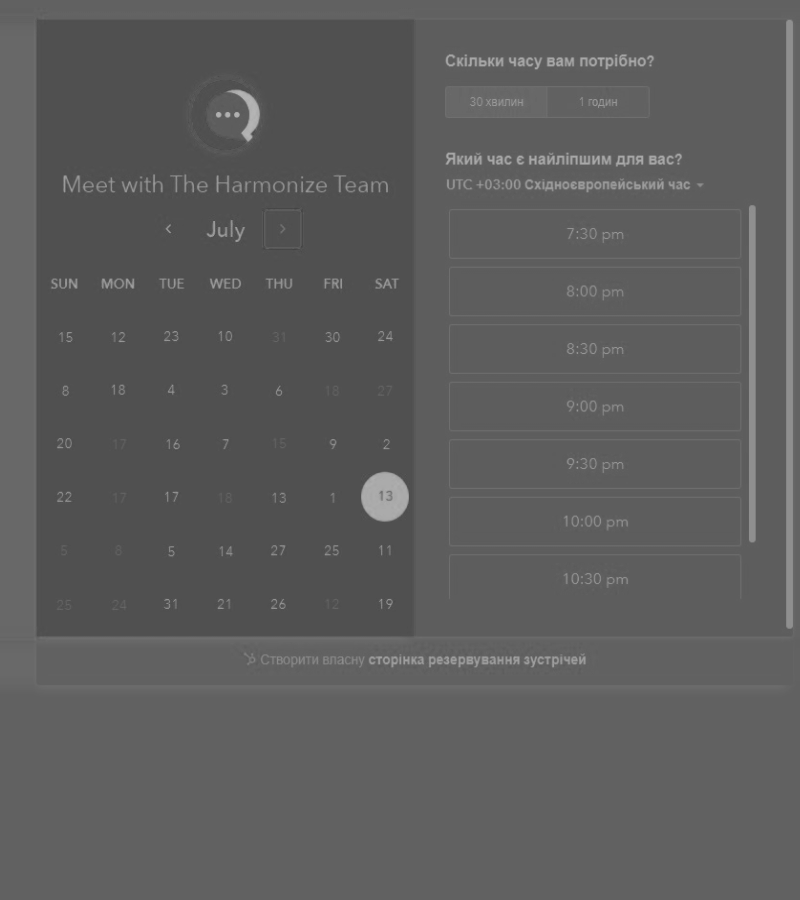 Meet with The Harmonize Team
July
SUN MON TUE WED THU FRI SAT
15 12 23 10 31 30 24
8 18 4 3 6 18 27
20 17 16 7 15 9 2
22 17 17 18 13 1 13
5 8 5 14 27 25 11
25 24 31 21 26 12 19
Скільки часу вам потрібно?
30 хвилин 1 годин
Який час є найліпшим для вас?
UTC +03:00 Східноєвропейський час
7:30 pm
8:00 pm
8:30 pm
9:00 pm
9:30 pm
10:00 pm
10:30 pm
Створити власну сторінка резервування зустрічей